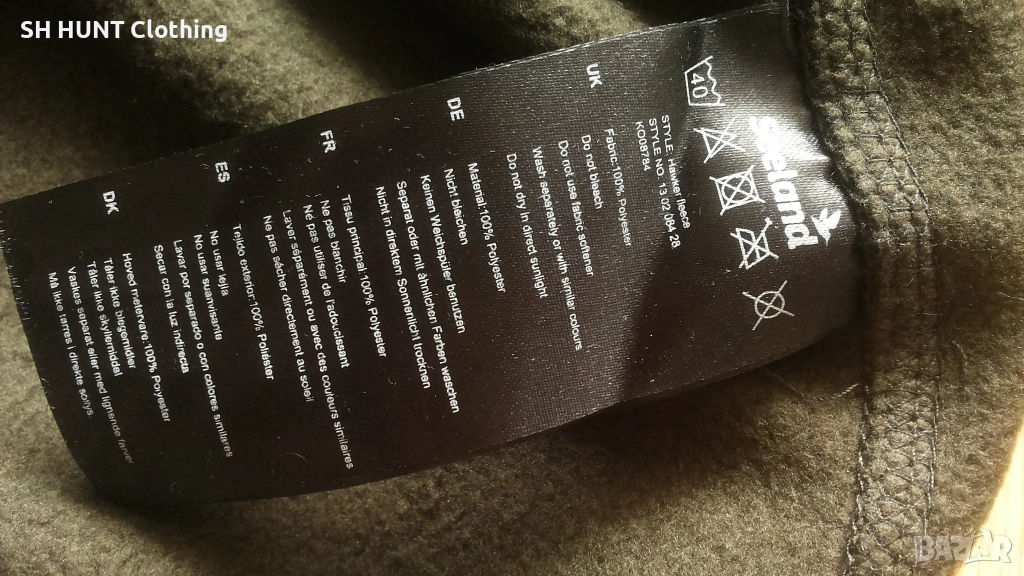 SH HUNT Clothing
Seeland
40
STYLE. Hawker fleece
STYLE. NO. 13 02 064 28
KO06784
UK
Fabric:100% Polyester
Do not bleach
Do not use fabric softener
Wash separately or with similar colours
Do not dry in direct sunlight
DE
Material:100% Polyester
Nicht bleichen
Keinen Weichspüler benutzen
Separat oder mit ähnlichen Farben waschen
Nicht in direktem Sonnenlicht trocknen
FR
Tissu principal:100% Polyester
Ne pas blanchir
Ne pas utiliser de l'adoucissant
Laver séparément ou avec des couleurs similaires
Ne pas sécher directement au soleil
ES
Tejido exterior:100% Poliéster
No usar lejia
No usar suavisante
Lavar por separado o con colores similares
Secar con la luz indireca
DK
Hoved metervare:100% Polyester
Tåler ikke blegemidler
Tåler ikke skyllemiddel
Vaskes separat eller med lignende farver
Må ikke tørres i direkte sollys.
BAZAR